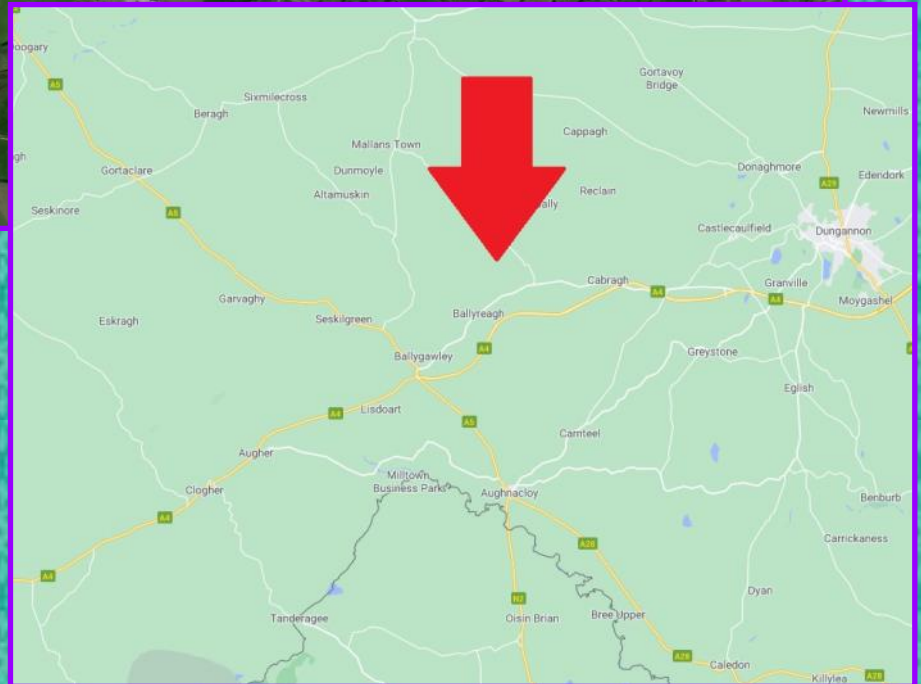 oogary
A5
Gortavoy
Bridge
Sixmilecross
Beragh
Newmills
Cappagh
Mallans Town
gh
Gortaclare
Dunmoyle
Donaghmore
Edendork
Altamuskin
Reclain
A29
Seskinore
A5
ally
Castlecaulfield
Dungannon
Cabragh
A4
Granville
Garvaghy
A4
Moygashel
Eskragh
Seskilgreen
Ballyreagh
A4
Ballygawley
Greystone
Eglish
A4
Lisdoart
A5
Carnteel
Augher
Milltown
Business Park
Clogher
Aughnacloy
Benburb
A4
Carrickaness
A28
A4
Dyan
N2
Tanderagee
Oisin Brian
Bree Upper
A28
Caledon
Killylea
A28